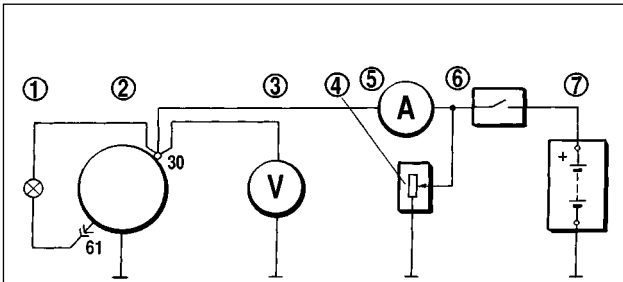 ① ② ③ ④ ⑤ ⑥ ⑦
A
30
+
V
61